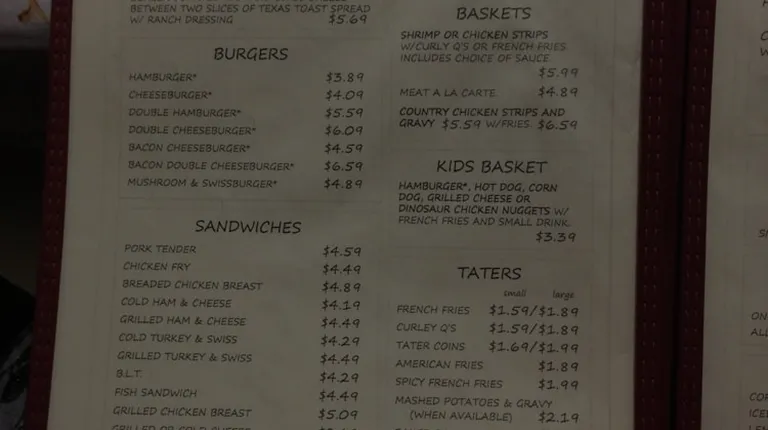 BETWEEN TWO SLICES OF TEXAS TOAST SPREAD
W/ RANCH DRESSING $5.69
BURGERS
HAMBURGER* $3.89
CHEESEBURGER* $4.09
DOUBLE HAMBURGER* $5.59
DOUBLE CHEESEBURGER* $6.09
BACON CHEESEBURGER* $4.59
BACON DOUBLE CHEESEBURGER* $6.59
MUSHROOM & SWISSBURGER* $4.89
SANDWICHES
PORK TENDER $4.59
CHICKEN FRY $4.49
BREADED CHICKEN BREAST $4.89
COLD HAM & CHEESE $4.19
GRILLED HAM & CHEESE $4.49
COLD TURKEY & SWISS $4.29
GRILLED TURKEY & SWISS $4.49
B.L.T. $4.29
FISH SANDWICH $4.49
GRILLED CHICKEN BREAST $5.09
GRILLED OR COLD CHEESE
BASKETS
SHRIMP OR CHICKEN STRIPS
W/CURLY Q'S OR FRENCH FRIES
INCLUDES CHOICE OF SAUCE
$5.99
MEAT A LA CARTE $4.89
COUNTRY CHICKEN STRIPS AND
GRAVY $5.59 W/FRIES $6.59
KIDS BASKET
HAMBURGER*, HOT DOG, CORN
DOG, GRILLED CHEESE OR
DINOSAUR CHICKEN NUGGETS W/
FRENCH FRIES AND SMALL DRINK.
$3.39
TATERS
small large
FRENCH FRIES $1.59/$1.89
CURLEY Q'S $1.59/$1.89
TATER COINS $1.69/$1.99
AMERICAN FRIES $1.89
SPICY FRENCH FRIES $1.99
MASHED POTATOES & GRAVY
(WHEN AVAILABLE) $2.19
ON
ALL